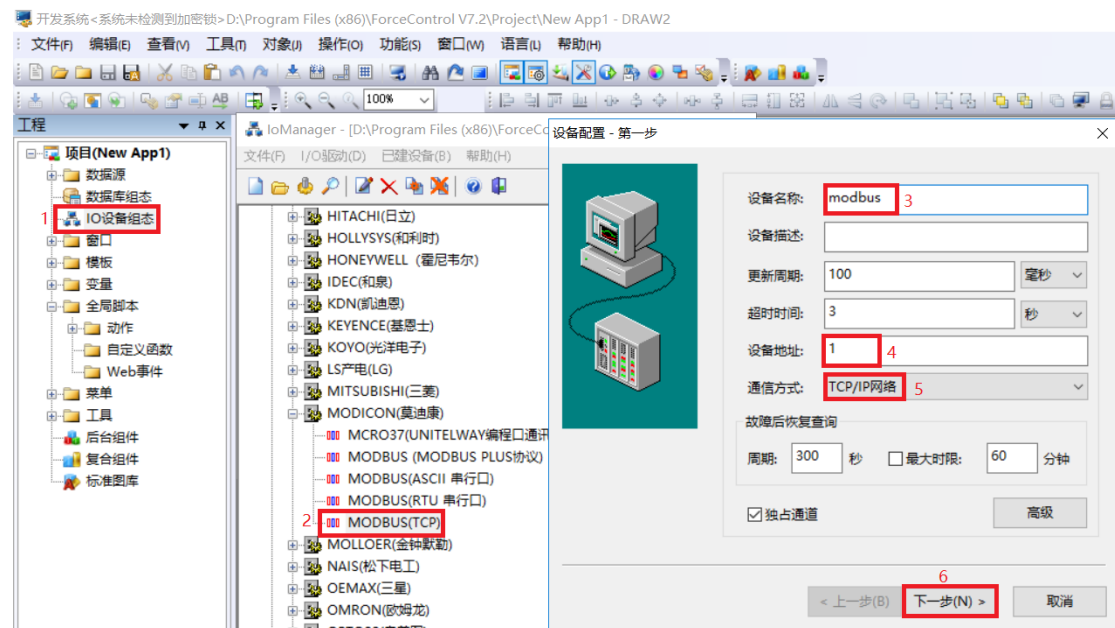 开发系统<系统未检测到加密锁>D:\Program Files (x86)\ForceControl V7.2\Project\New App1 - DRAW2
文件(F) 编辑(E) 查看(V) 工具(T) 对象(J) 操作(O) 功能(S) 窗口(W) 语言(L) 帮助(H)
100%
工程
项目(New App1)
数据源
数据库组态
1 IO设备组态
窗口
模板
变量
全局脚本
动作
自定义函数
Web事件
菜单
工具
后台组件
复合组件
标准图库
IoManager - [D:\Program Files (x86)\ForceCo
文件(F) I/O驱动(D) 已建设备(B) 帮助(H)
HITACHI(日立)
HOLLYSYS(和利时)
HONEYWELL（霍尼韦尔)
IDEC(和泉)
KDN(凯迪恩)
KEYENCE(基恩士)
KOYO(光洋电子)
LS产电(LG)
MITSUBISHI(三菱)
MODICON(莫迪康)
MCRO37(UNITELWAY编程口通讯
MODBUS (MODBUS PLUS协议)
MODBUS(ASCII 串行口)
MODBUS(RTU 串行口)
2 MODBUS(TCP)
MOLLOER(金钟默勒)
NAIS(松下电工)
OEMAX(三星)
OMRON(欧姆龙)
设备配置 - 第一步
设备名称: modbus 3
设备描述:
更新周期: 100 毫秒
超时时间: 3 秒
设备地址: 1 4
通信方式: TCP/IP网络 5
故障后恢复查询
周期: 300 秒 最大时限: 60 分钟
独占通道 高级
6
< 上一步(B) 下一步(N) > 取消